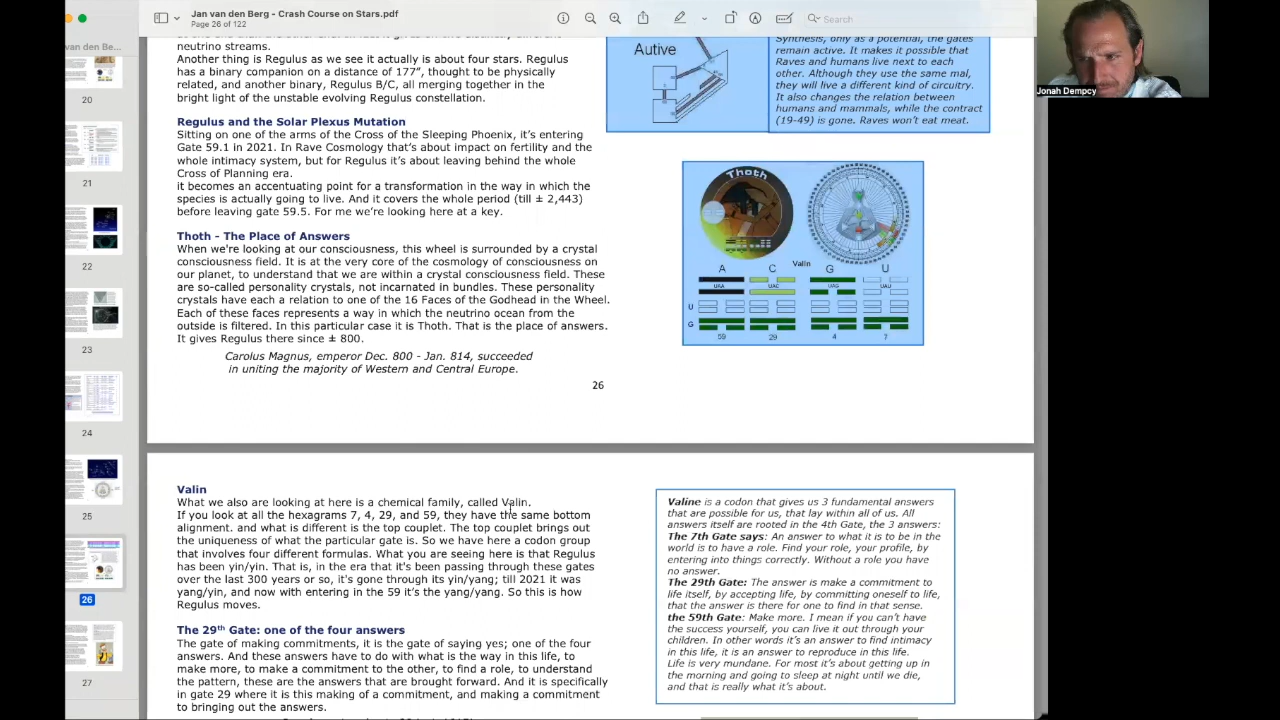 Jan van den Berg - Crash Course on Stars.pdf
Page 26 of 122
Search
van den Be...
20
21
22
23
24
25
26
27
Jonah Dempcy
neutrino streams.
Another thing of Regulus as well is it actually about four stars. Regulus
has a binary companion on a distance of 177", thought to be physically
related, and another binary, Regulus B/C, all merging together in the
bright light of the unstable evolving Regulus constellation.
Regulus and the Solar Plexus Mutation
Sitting on one of the arms of the Cross of the Sleeping Phoenix, it's entering
gate 59.1 in 2021. In Rave Cosmology that's about impact on fertility and the
whole intimacy system, but for Regulus it's about leaving behind the whole
Cross of Planning era.
it becomes an accentuating point for a transformation in the way in which the
species is actually going to live. And it covers the whole period (till ± 2,443)
before leaving gate 59.5. For me we're looking here at a key.
Thoth – The Place of Answers
When we're looking at our consciousness, this wheel is surrounded by a crystal
consciousness field. It is at the very core of the cosmology of consciousness on
our planet, to understand that we are within a crystal consciousness field. These
are so-called personality crystals, not incarnated in bundles. These personality
crystals have each a relation to one of the 16 Faces of the Godhead in the Wheel.
Each of these faces represents a way in which the neutrino ocean from the
outside is filtered. In this particular case it is Thoth. That is the place of answers.
It gives Regulus there since ± 800.
Carolus Magnus, emperor Dec. 800 - Jan. 814, succeeded
in uniting the majority of Western and Central Europe.
26
Autive
Synthesis, only as a potential, the gates
remain active. It makes it possible that
raves and humans live next to each
other. Although they use the same mal,
they will live a different kind of circuitry.
It also changes the relation between
humans and mammals, while the contract
(19-49) is gone. Raves won't eat meat.
Thoth
Valin
A C G U
UAA UGA UAG UAU
U
G
59 29 4 7
Valin
What we also are looking at here is a chemical family, called Valin.
If you look at all the hexagrams 7, 4, 29, and 59, they have the same bottom
alignment. and what is different is the top couplet. The top couplet brings out
the uniqueness of what the particular gate is. So we have here a codon group
that involves four different formulas. What you are seeing here is that Regulus
has been yin/yin. That is, in the era that it's been passing through these gates
over the last 1200 years or so, it's gone through its yin/yang; till 2021 it was
yang/yin, and now with entering in the 59 it's the yang/yang. So this is how
Regulus moves.
The 29th Gate: one of the four answers
The gate of making commitments, it is the gate of saying yes; one of the four
answers. And these answers have to do with what is the way in this life, to
make more, to make a commitment to the other, to find a role, to understand
the pattern, these are the answers that are brought forward. And it is specifically
in gate 29 where it is this making of a commitment, and making a commitment
to bringing out the answers.
Valine is a codon that gives us 3 fundamental answers
that are possible for us, that lay within all of us. All
answers itself are rooted in the 4th Gate, the 3 answers:
The 7th Gate says: The answer to what it is to be in the
world is to have a role. Find your role, your profile, by
entering into things correctly. Without a role you have
no answer.
The 29th Gate: The answer is make a commitment to
life itself, by accepting life, by committing oneself to life,
that the answer is there for one to find in that sense.
the 59th Gate: Make more. I mean if you can't have
the success yourself, you can live it out through your
children. In other words it's an answer to find intimacy
in this life, it is an answer to reproduce in this life.
Life is very mundane. For most it's about getting up in
the morning and going to sleep at night until we die,
and that is really what it's about.